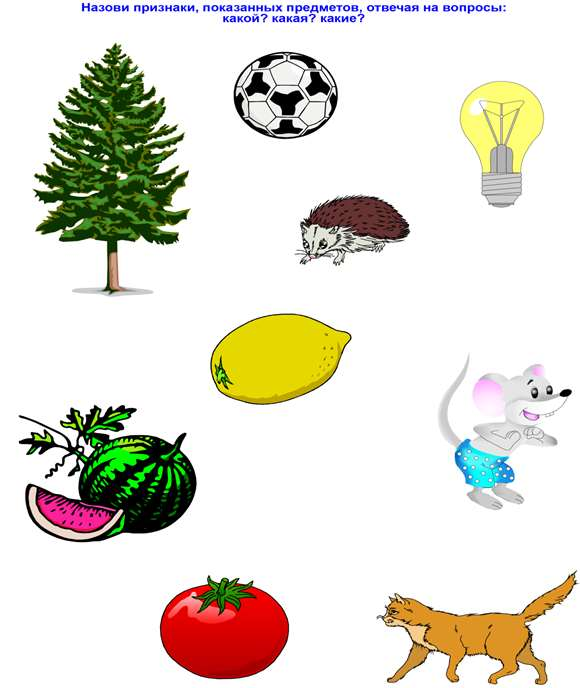 Назови признаки, показанных предметов, отвечая на вопросы:
какой? какая? какие?